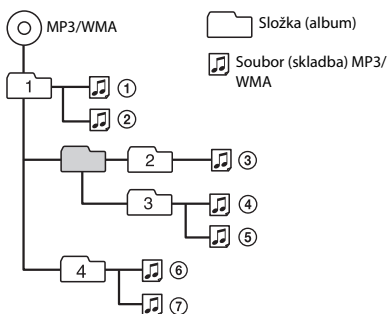 MP3/WMA
Složka (album)
Soubor (skladba) MP3/
WMA
1
①
②
2
③
3
④
⑤
4
⑥
⑦